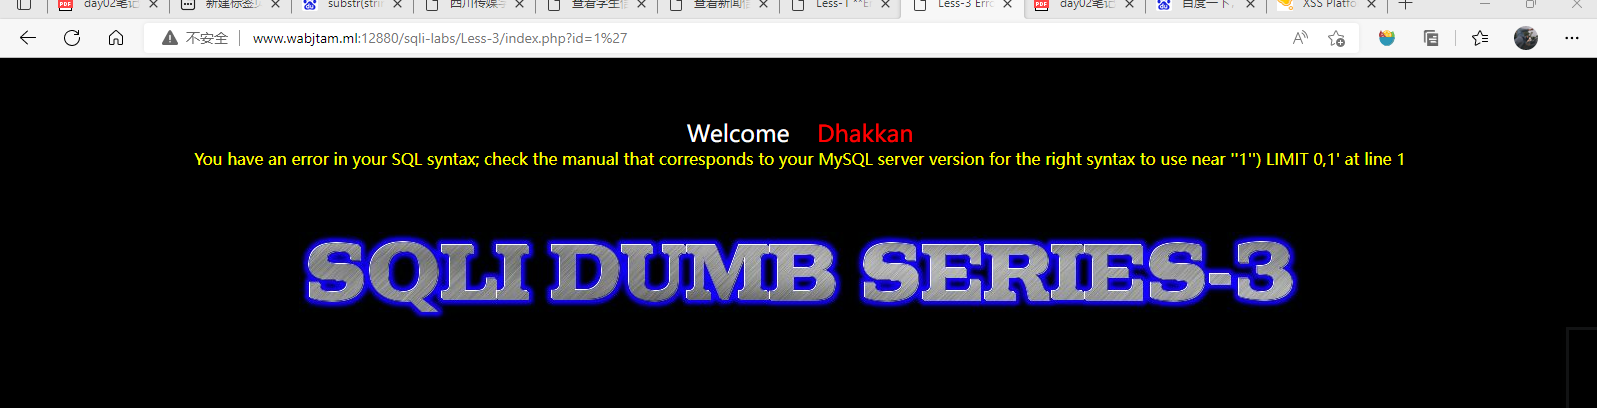 day02笔记
新建标签页
substr(strin
四川传媒学
查看学生信
查看新闻信
Less-1 **Er
Less-3 Erro
day02笔记
百度一下,
XSS Platfo
不安全 www.wabjtam.ml:12880/sqli-labs/Less-3/index.php?id=1%27
Welcome Dhakkan
You have an error in your SQL syntax; check the manual that corresponds to your MySQL server version for the right syntax to use near ''1'') LIMIT 0,1' at line 1
SQLI DUMB SERIES-3